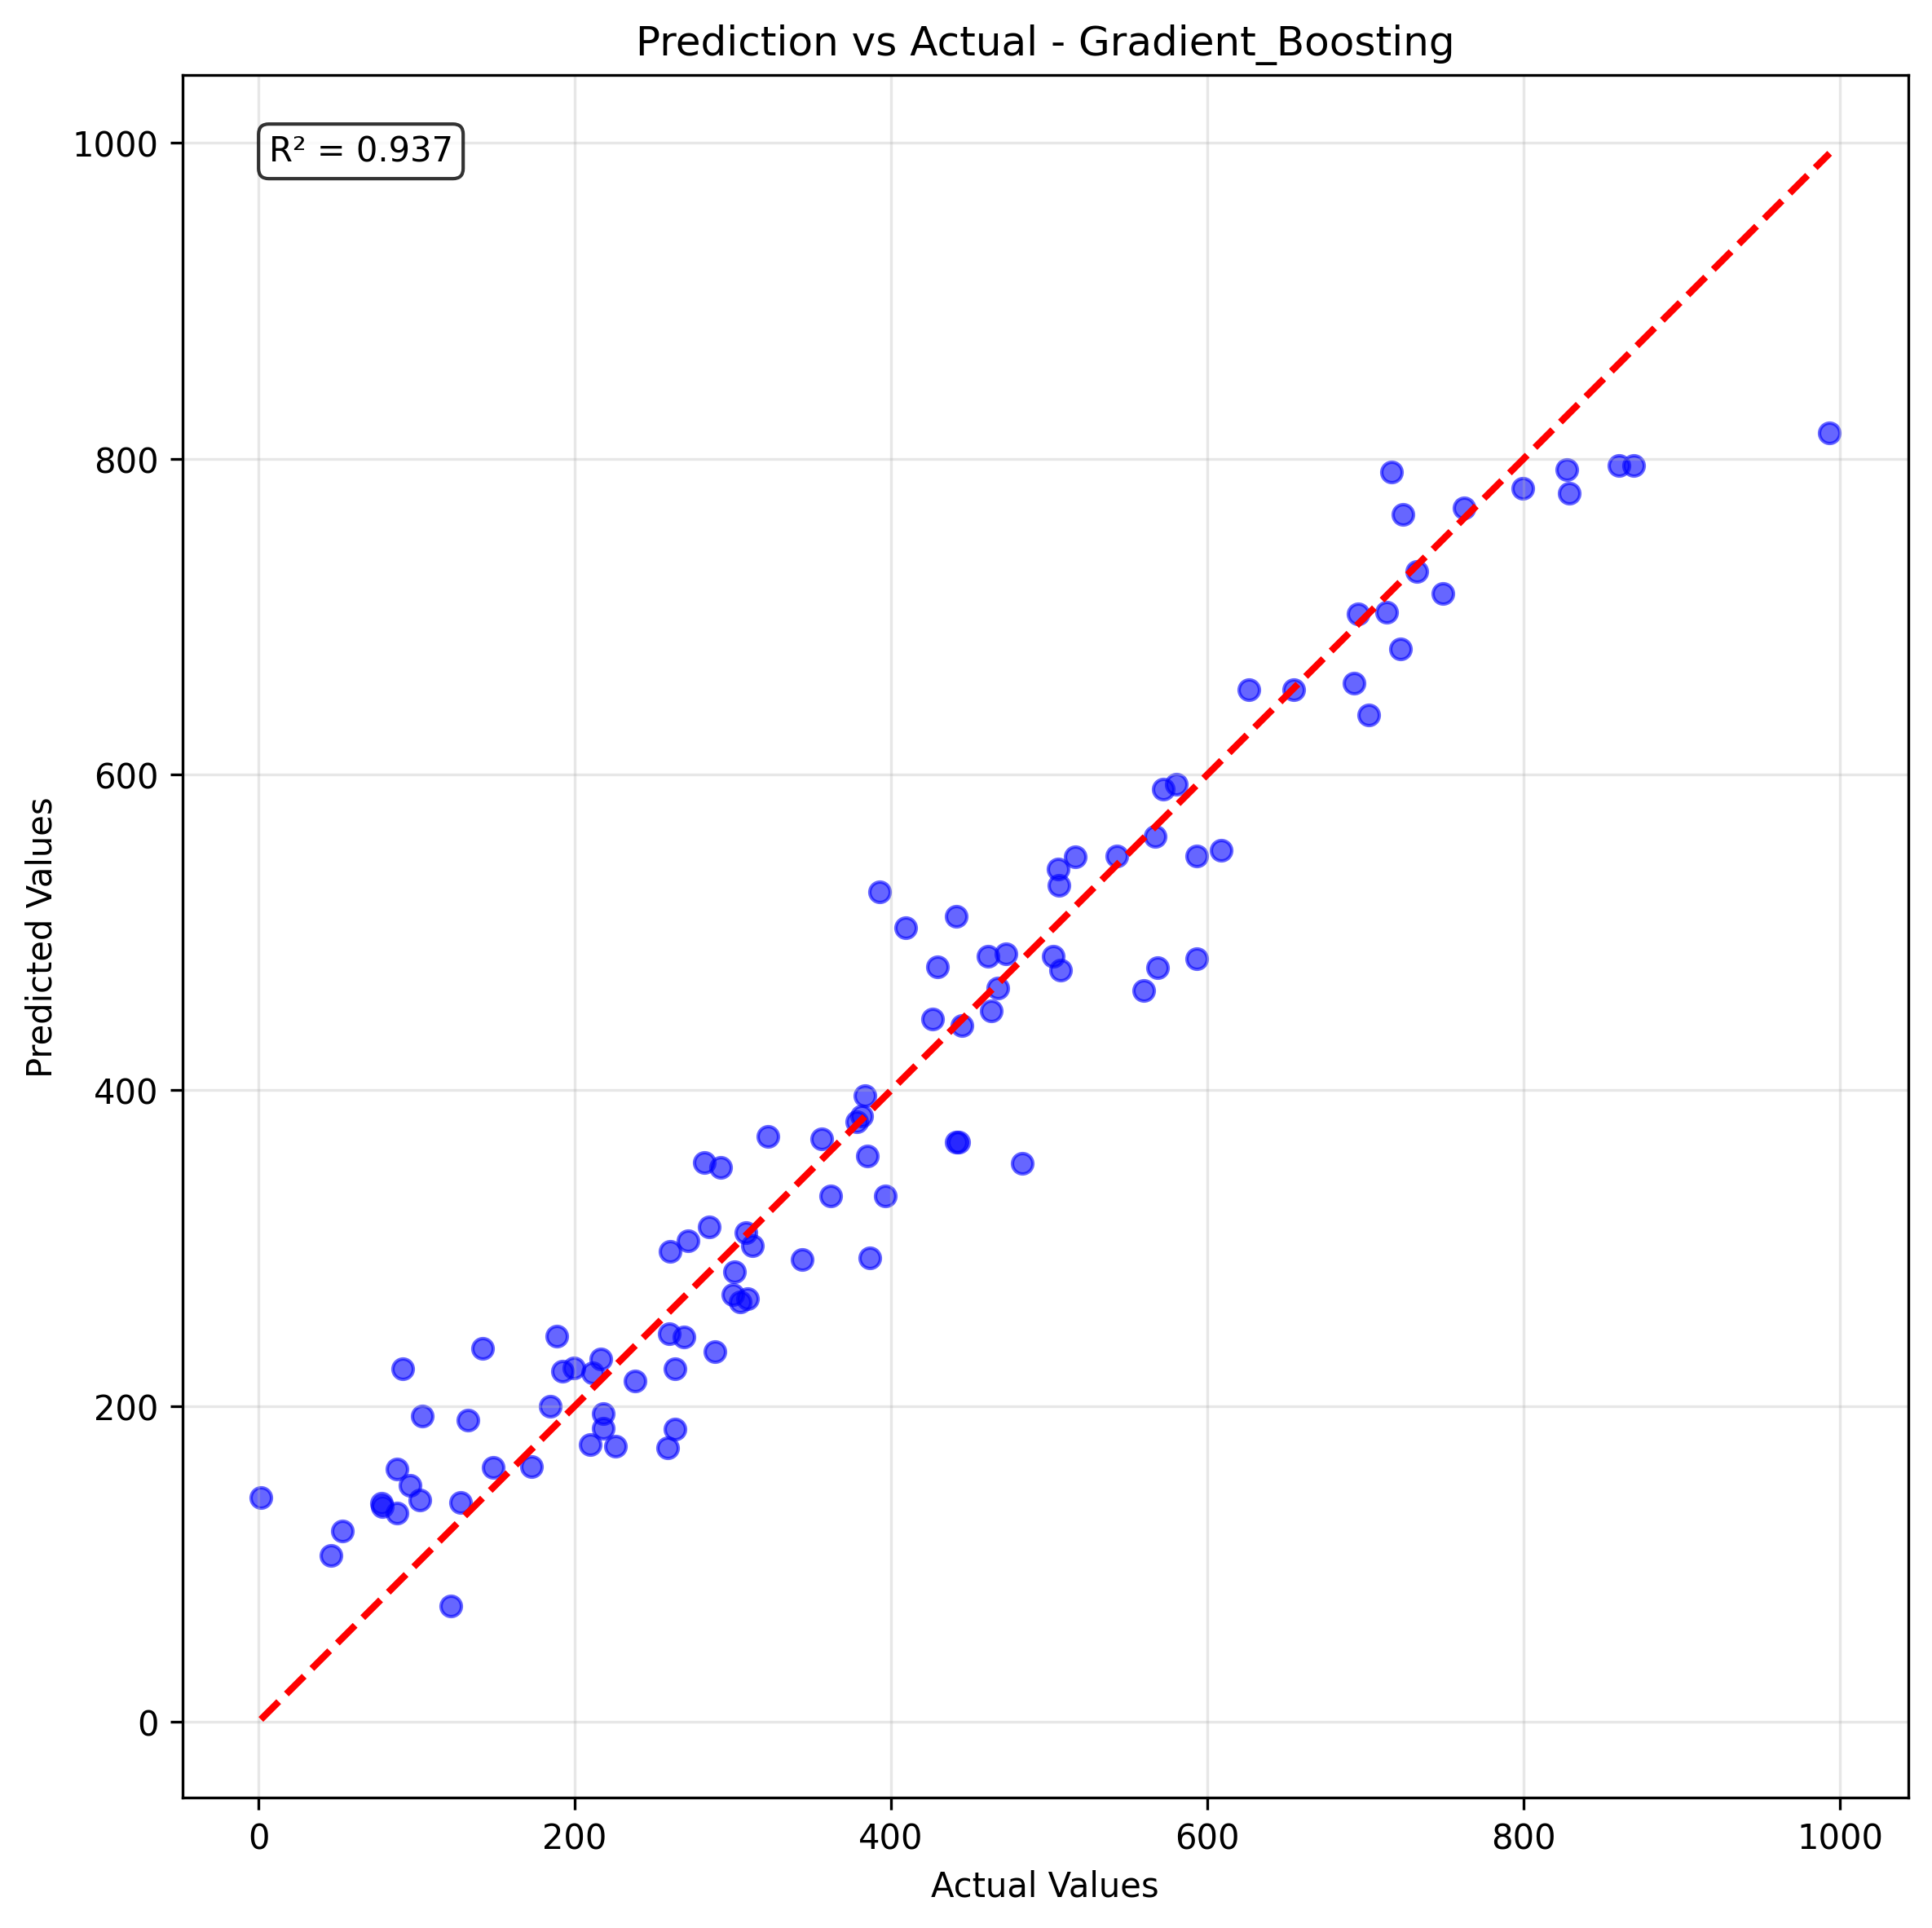 Prediction vs Actual - Gradient_Boosting
R² = 0.937
1000
800
600
400
200
0
Predicted Values
0 200 400 600 800 1000
Actual Values